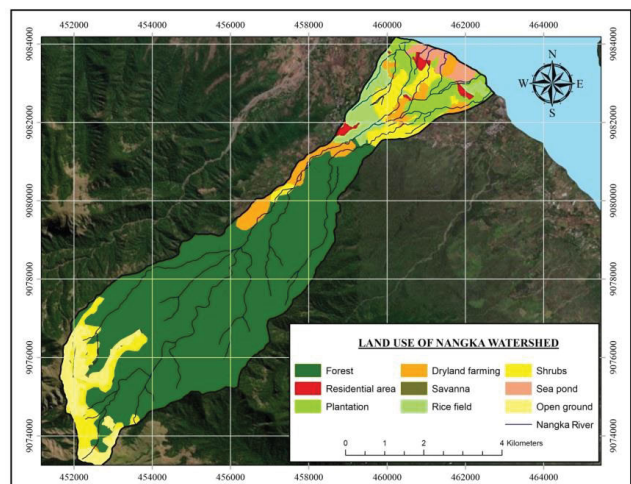 452000 454000 456000 458000 460000 462000 464000
9084000 9084000
9082000 9082000
9080000 9080000
9078000 9078000
9076000 9076000
9074000 9074000
N
W E
S
LAND USE OF NANGKA WATERSHED
Forest Dryland farming Shrubs
Residential area Savanna Sea pond
Plantation Rice field Open ground
Nangka River
0 1 2 4 Kilometers
452000 454000 456000 458000 460000 462000 464000